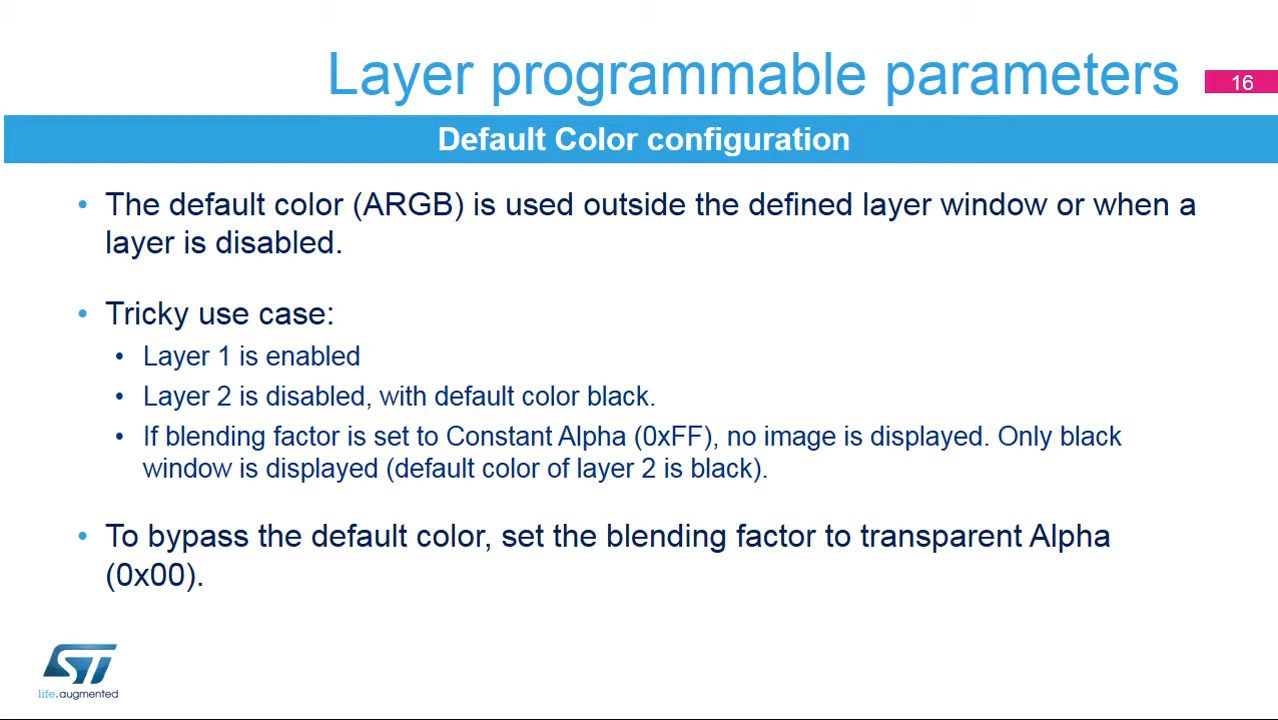 Layer programmable parameters
16
Default Color configuration
• The default color (ARGB) is used outside the defined layer window or when a
layer is disabled.
• Tricky use case:
• Layer 1 is enabled
• Layer 2 is disabled, with default color black.
• If blending factor is set to Constant Alpha (0xFF), no image is displayed. Only black
window is displayed (default color of layer 2 is black).
• To bypass the default color, set the blending factor to transparent Alpha
(0x00).
ST
life.augmented